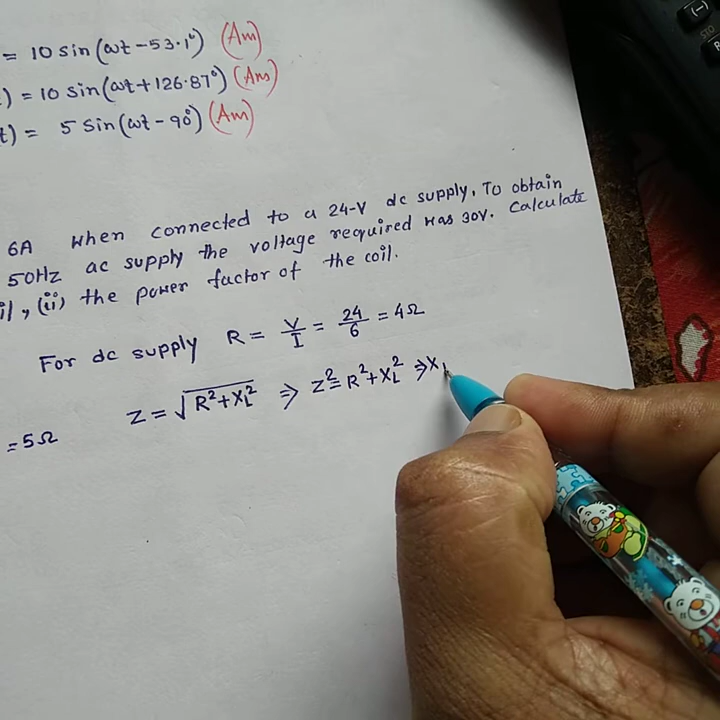 = 10 sin(ωt-53.1°) (Am)
t) = 10 sin(ωt+126.87°) (Am)
t) = 5 sin(ωt-90°) (Am)
6A when connected to a 24-V dc supply. To obtain
50Hz ac supply the voltage required was 30V. Calculate
il, (ii) the power factor of the coil.
For dc supply R = V/I = 24/6 = 4Ω
= 5Ω Z = √(R²+X_L²) ⇒ Z² = R²+X_L² ⇒ X